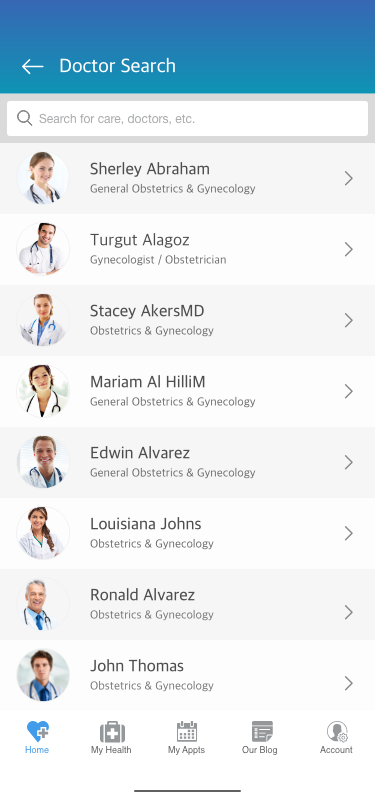 Doctor Search
Search for care, doctors, etc.
Sherley Abraham
General Obstetrics & Gynecology
Turgut Alagoz
Gynecologist / Obstetrician
Stacey AkersMD
Obstetrics & Gynecology
Mariam Al HilliM
General Obstetrics & Gynecology
Edwin Alvarez
General Obstetrics & Gynecology
Louisiana Johns
Obstetrics & Gynecology
Ronald Alvarez
Obstetrics & Gynecology
John Thomas
Obstetrics & Gynecology
Home My Health My Appts Our Blog Account